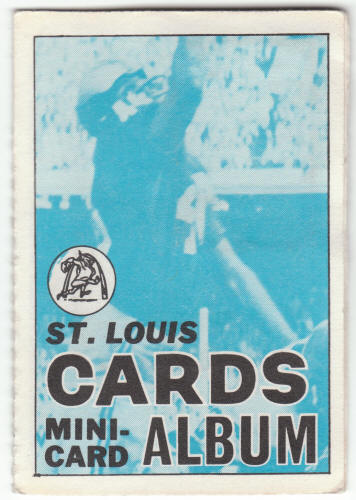 ST. LOUIS
CARDS
MINI-
CARD ALBUM